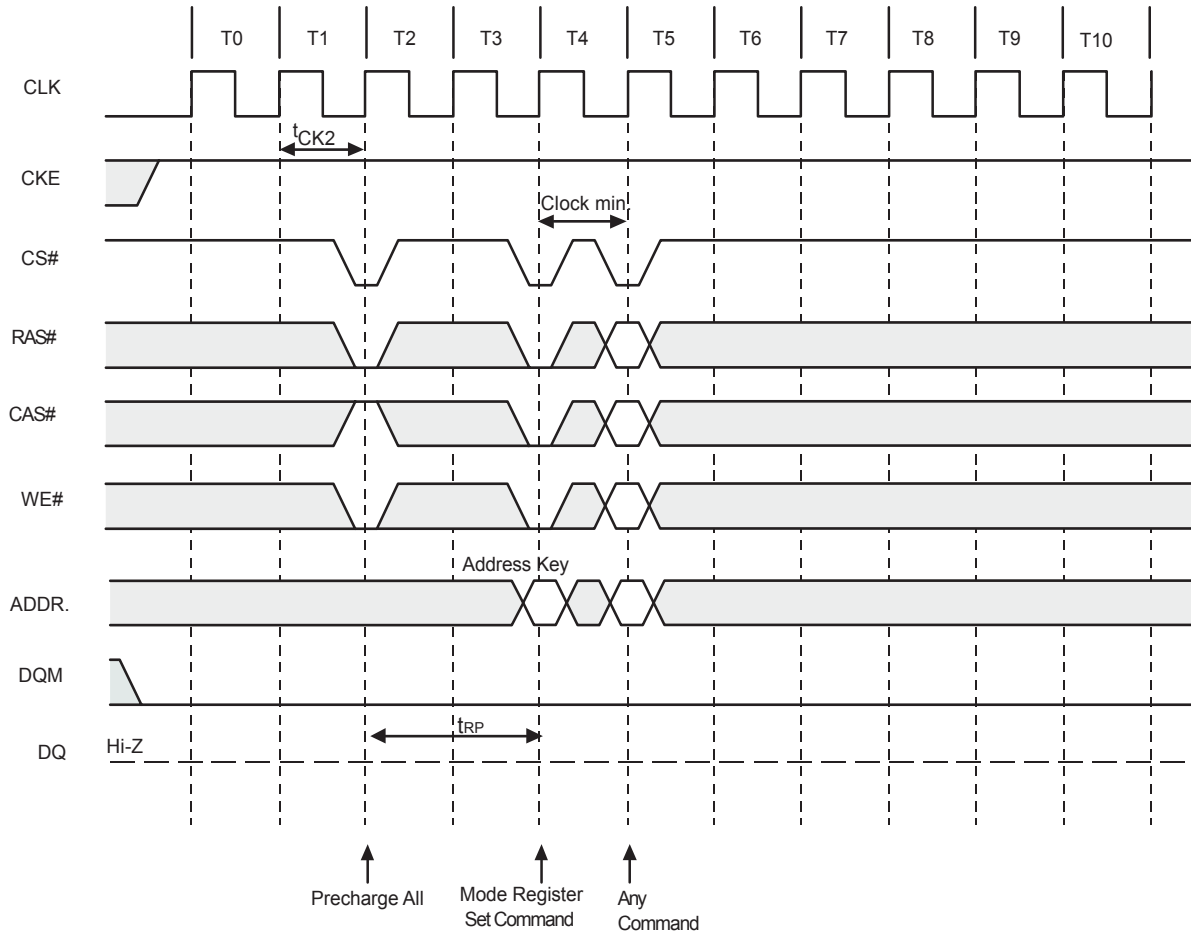 T0 T1 T2 T3 T4 T5 T6 T7 T8 T9 T10
CLK
tCK2
CKE
Clock min.
CS#
RAS#
CAS#
WE#
Address Key
ADDR.
DQM
tRP
DQ
Hi-Z
Precharge All
Mode Register
Set Command
Any
Command